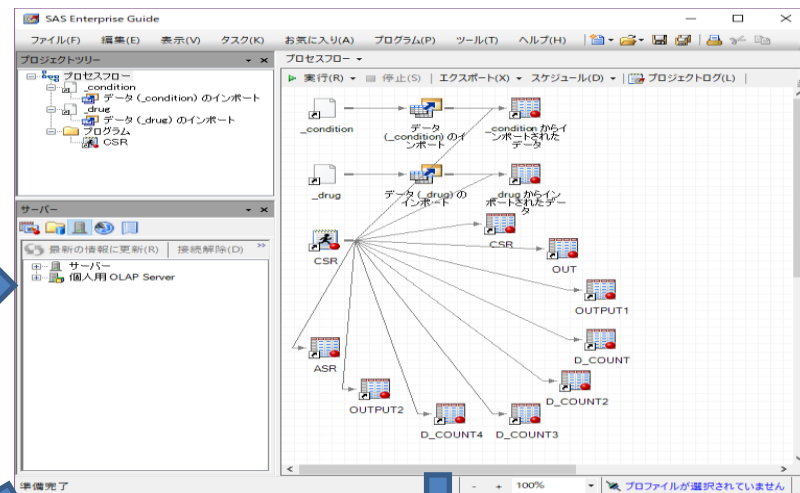 SAS Enterprise Guide
ファイル(F) 編集(E) 表示(V) タスク(K) お気に入り(A) プログラム(P) ツール(T) ヘルプ(H)
プロジェクトツリー
プロセスフロー
_condition
データ (_condition) のインポート
_drug
データ (_drug) のインポート
プログラム
CSR
サーバー
最新の情報に更新(R) 接続解除(D)
サーバー
個人用 OLAP Server
プロセスフロー
実行(R) 停止(S) エクスポート(X) スケジュール(D) プロジェクトログ(L)
_condition
データ
(_condition) のイ
ンポート
_condition からイ
ンポートされた
データ
_drug
データ (_drug) の
インポート
_drug からイン
ポートされたデー
タ
CSR
CSR
OUT
OUTPUT1
D_COUNT
D_COUNT2
D_COUNT3
D_COUNT4
OUTPUT2
ASR
準備完了
- + 100%
プロファイルが選択されていません